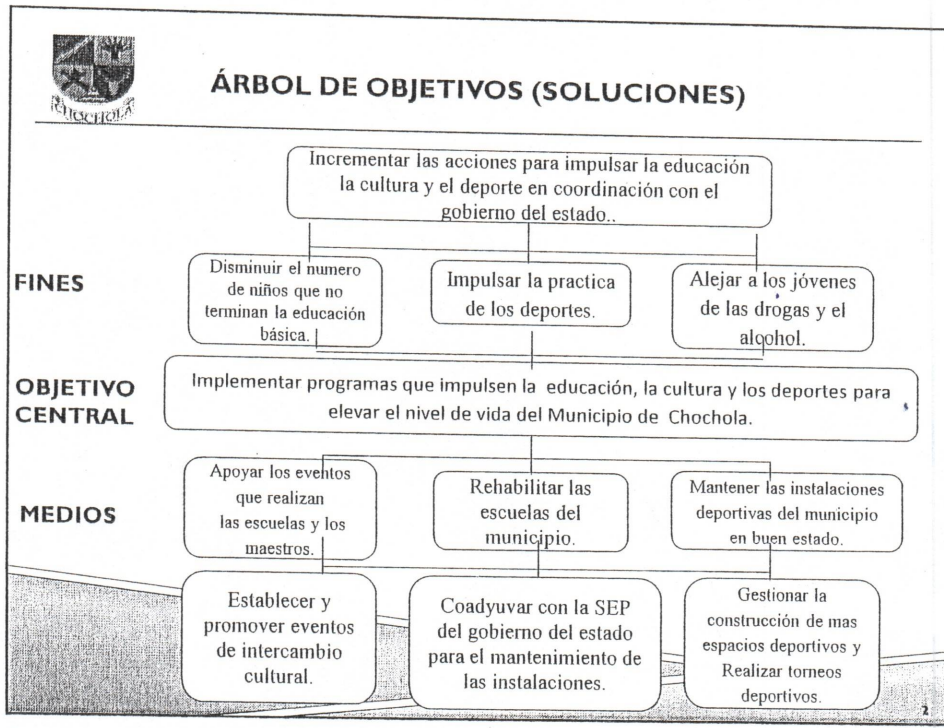 CHOCHOLA
ÁRBOL DE OBJETIVOS (SOLUCIONES)
Incrementar las acciones para impulsar la educación
la cultura y el deporte en coordinación con el
gobierno del estado..
FINES
Disminuir el numero
de niños que no
terminan la educación
básica.
Impulsar la practica
de los deportes.
Alejar a los jóvenes
de las drogas y el
alcohol.
OBJETIVO
CENTRAL
Implementar programas que impulsen la educación, la cultura y los deportes para
elevar el nivel de vida del Municipio de Chochola.
MEDIOS
Apoyar los eventos
que realizan
las escuelas y los
maestros.
Rehabilitar las
escuelas del
municipio.
Mantener las instalaciones
deportivas del municipio
en buen estado.
Establecer y
promover eventos
de intercambio
cultural.
Coadyuvar con la SEP
del gobierno del estado
para el mantenimiento de
las instalaciones.
Gestionar la
construcción de mas
espacios deportivos y
Realizar torneos
deportivos.
2